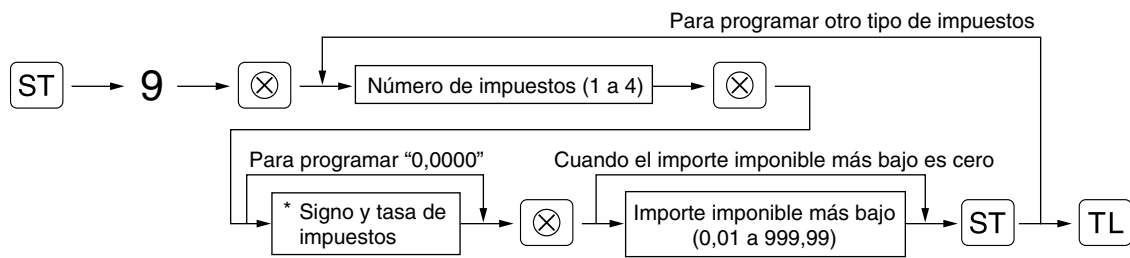 Para programar otro tipo de impuestos
ST 9 ⊗ Número de impuestos (1 a 4) ⊗
Para programar “0,0000” Cuando el importe imponible más bajo es cero
* Signo y tasa de
impuestos
⊗
Importe imponible más bajo
(0,01 a 999,99)
ST TL